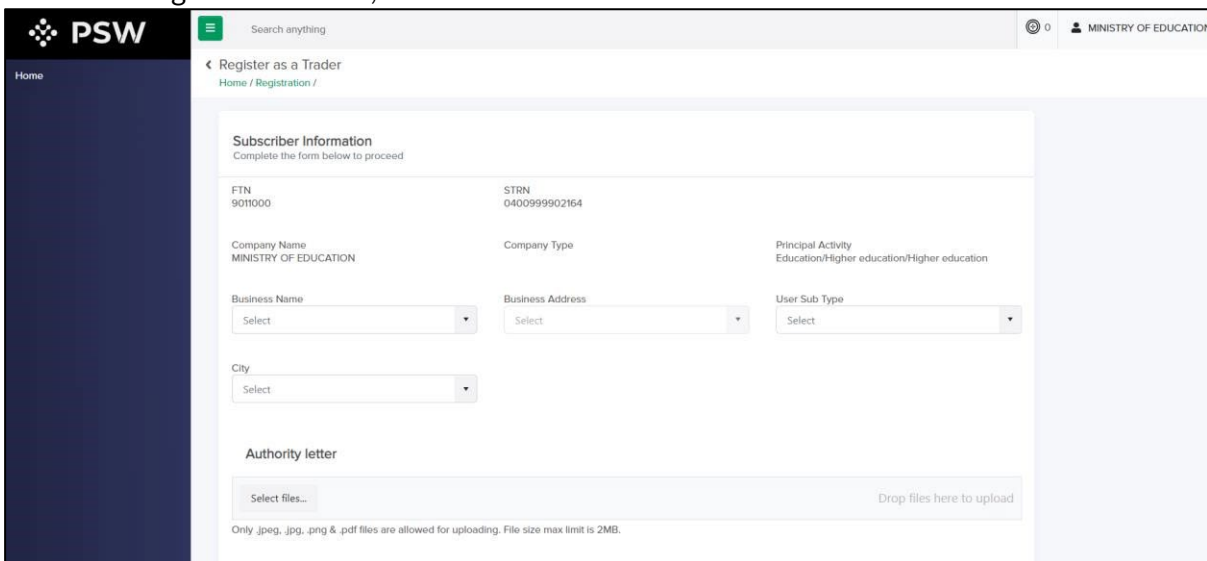 PSW
Search anything
0
MINISTRY OF EDUCATION
Home
Register as a Trader
Home / Registration /
Subscriber Information
Complete the form below to proceed
FTN
STRN
9011000
0400999902164
Company Name
Company Type
Principal Activity
MINISTRY OF EDUCATION
Education/Higher education/Higher education
Business Name
Business Address
User Sub Type
Select
Select
Select
City
Select
Authority letter
Select files...
Drop files here to upload
Only .jpeg, .jpg, .png & .pdf files are allowed for uploading. File size max limit is 2MB.